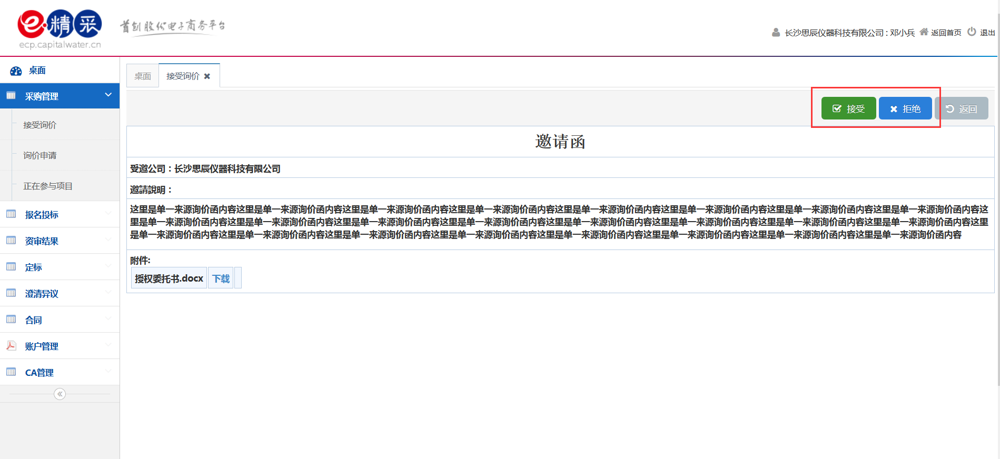 e·精采
ecp.capitalwater.cn
首创股份电子商务平台
长沙思辰仪器科技有限公司 : 邓小兵
返回首页
退出
桌面
采购管理
接受询价
询价申请
正在参与项目
报名投标
资审结果
定标
澄清异议
合同
账户管理
CA管理
桌面
接受询价
接受
拒绝
返回
邀请函
受邀公司：长沙思辰仪器科技有限公司
邀請說明：
这里是单一来源询价函内容这里是单一来源询价函内容这里是单一来源询价函内容这里是单一来源询价函内容这里是单一来源询价函内容这里是单一来源询价函内容这里是单一来源询价函内容这里是单一来源询价函内容这
里是单一来源询价函内容这里是单一来源询价函内容这里是单一来源询价函内容这里是单一来源询价函内容这里是单一来源询价函内容这里是单一来源询价函内容这里是单一来源询价函内容这里是单一来源询价函内容这里
是单一来源询价函内容这里是单一来源询价函内容这里是单一来源询价函内容这里是单一来源询价函内容这里是单一来源询价函内容这里是单一来源询价函内容这里是单一来源询价函内容这里是单一来源询价函内容
附件:
授权委托书.docx 下载